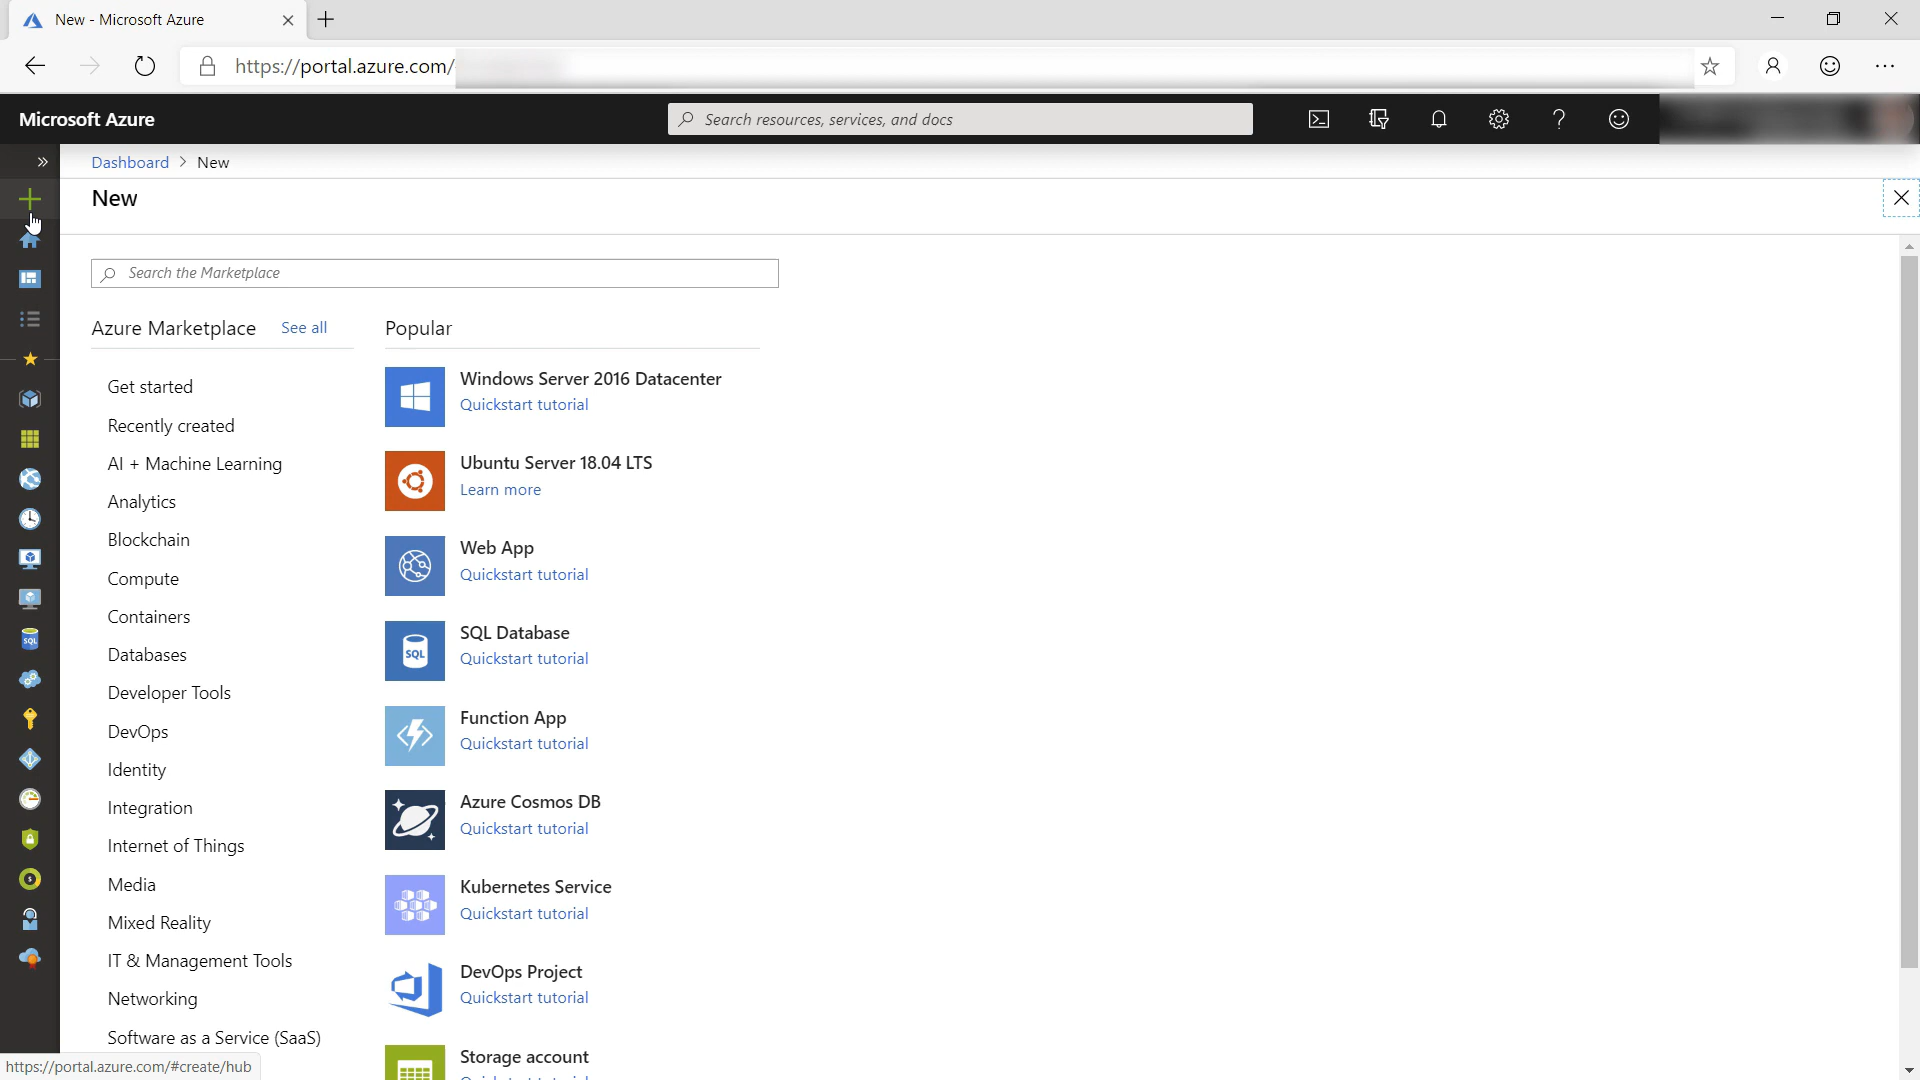 New - Microsoft Azure
https://portal.azure.com/
Microsoft Azure
Search resources, services, and docs
Dashboard > New
New
Search the Marketplace
Azure Marketplace See all
Get started
Recently created
AI + Machine Learning
Analytics
Blockchain
Compute
Containers
Databases
Developer Tools
DevOps
Identity
Integration
Internet of Things
Media
Mixed Reality
IT & Management Tools
Networking
Software as a Service (SaaS)
Popular
Windows Server 2016 Datacenter
Quickstart tutorial
Ubuntu Server 18.04 LTS
Learn more
Web App
Quickstart tutorial
SQL
SQL Database
Quickstart tutorial
Function App
Quickstart tutorial
Azure Cosmos DB
Quickstart tutorial
Kubernetes Service
Quickstart tutorial
DevOps Project
Quickstart tutorial
Storage account
https://portal.azure.com/#create/hub